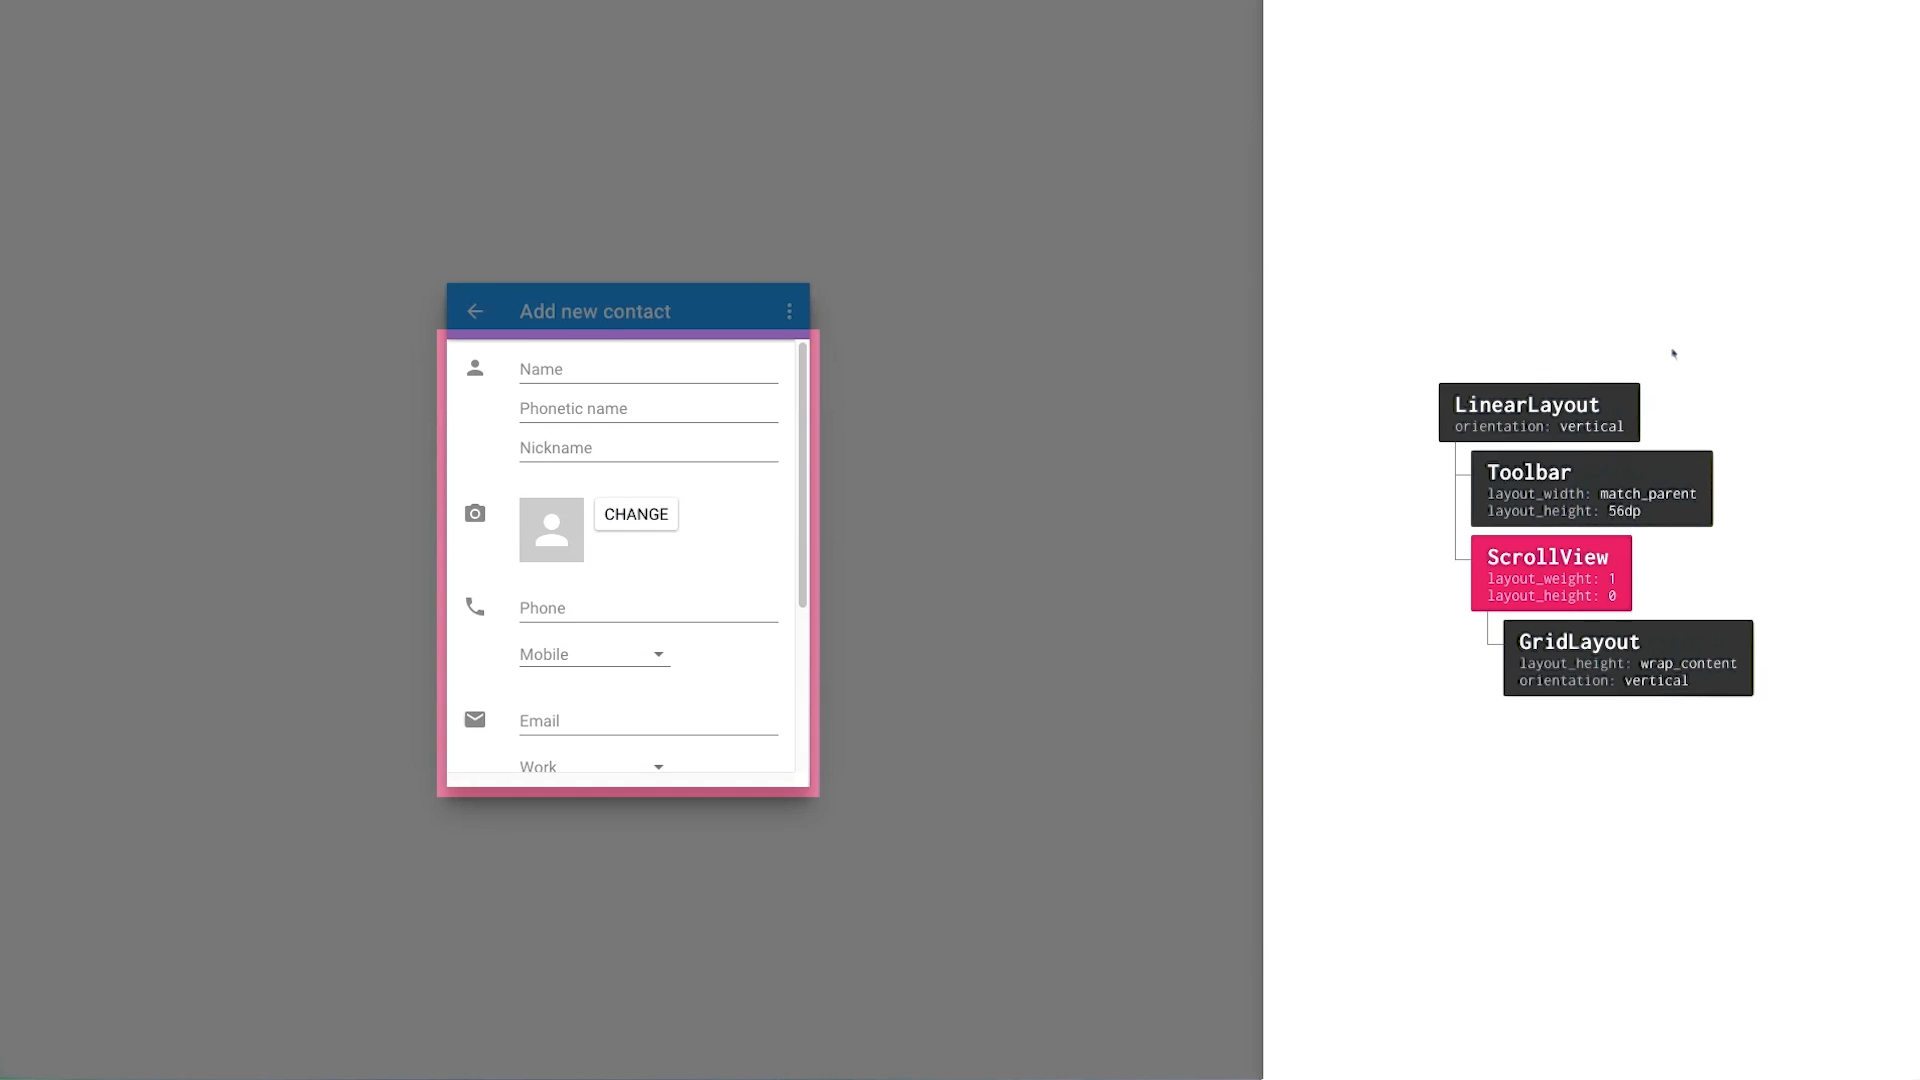 Add new contact
Name
Phonetic name
Nickname
CHANGE
Phone
Mobile
Email
Work
LinearLayout
orientation: vertical
Toolbar
layout_width: match_parent
layout_height: 56dp
ScrollView
layout_weight: 1
layout_height: 0
GridLayout
layout_height: wrap_content
orientation: vertical